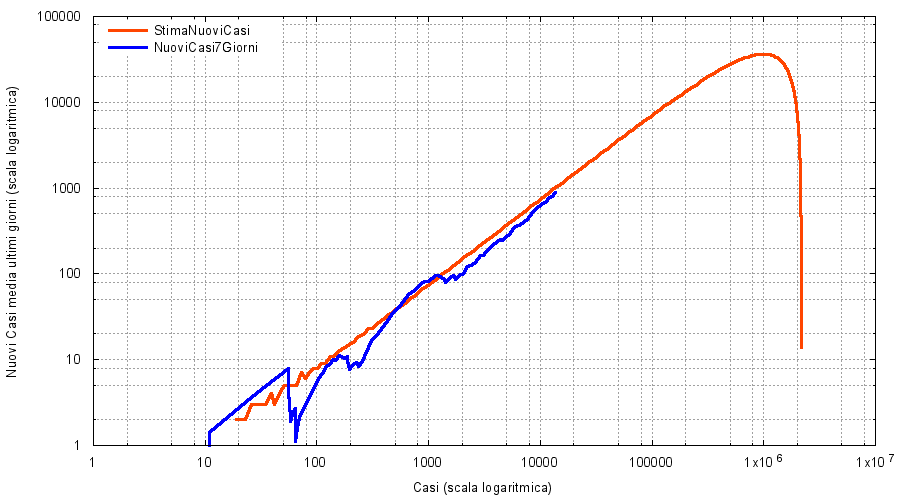 100000
10000
1000
100
10
1
StimaNuoviCasi
NuoviCasi7Giorni
Nuovi Casi media ultimi giorni (scala logaritmica)
1 10 100 1000 10000 100000 1x10^6 1x10^7
Casi (scala logaritmica)